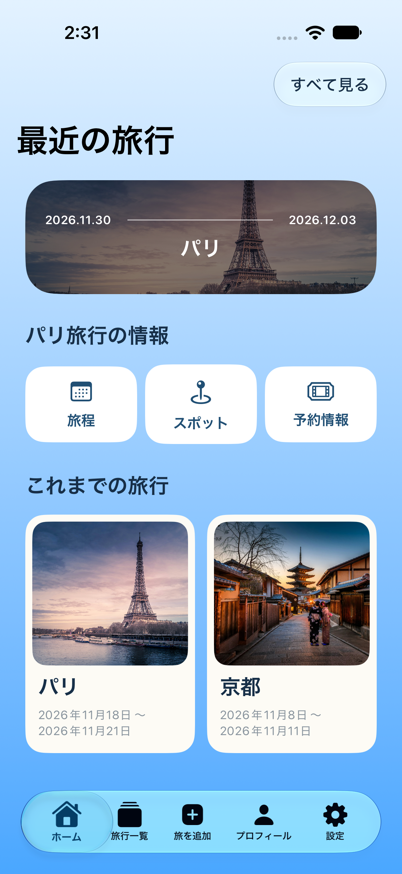 2:31
すべて見る
最近の旅行
2026.11.30
2026.12.03
パリ
パリ旅行の情報
旅程
スポット
予約情報
これまでの旅行
パリ
2026年11月18日 〜
2026年11月21日
京都
2026年11月8日 〜
2026年11月11日
ホーム
旅行一覧
旅を追加
プロフィール
設定